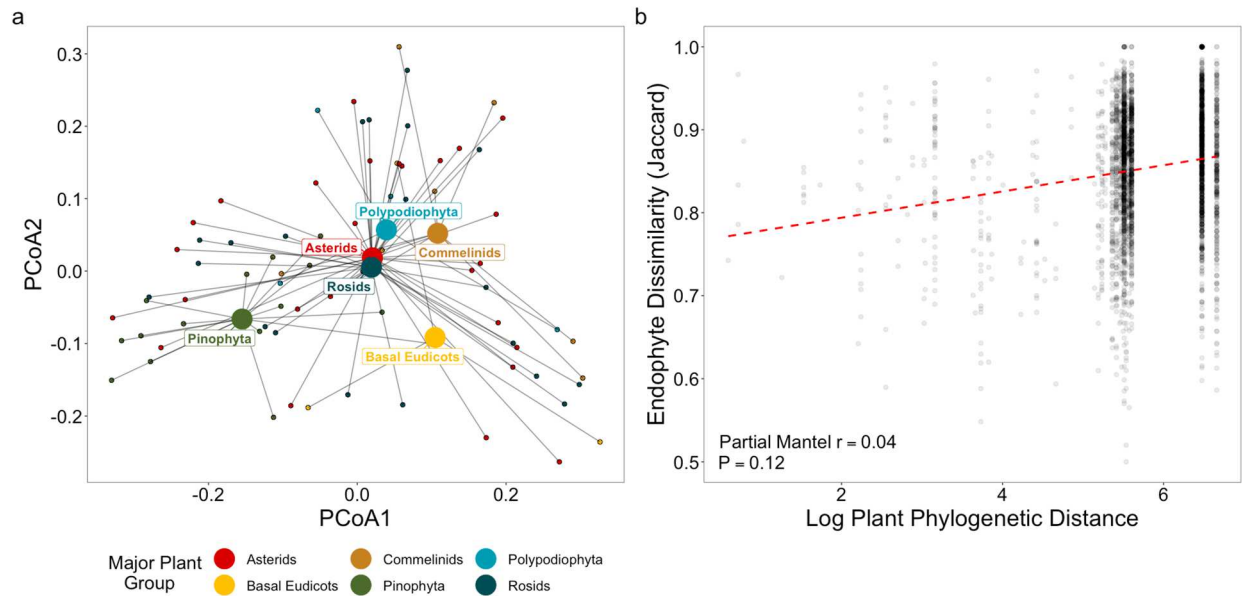 a
PCoA2
0.3
0.2
0.1
0.0
-0.1
-0.2
Polypodiophyta
Asterids
Commelinids
Rosids
Pinophyta
Basal Eudicots
-0.2
0.0
0.2
PCoA1
Major Plant
Group
Asterids
Commelinids
Polypodiophyta
Basal Eudicots
Pinophyta
Rosids
b
Endophyte Dissimilarity (Jaccard)
1.0
0.9
0.8
0.7
0.6
0.5
Partial Mantel r = 0.04
P = 0.12
2
4
6
Log Plant Phylogenetic Distance